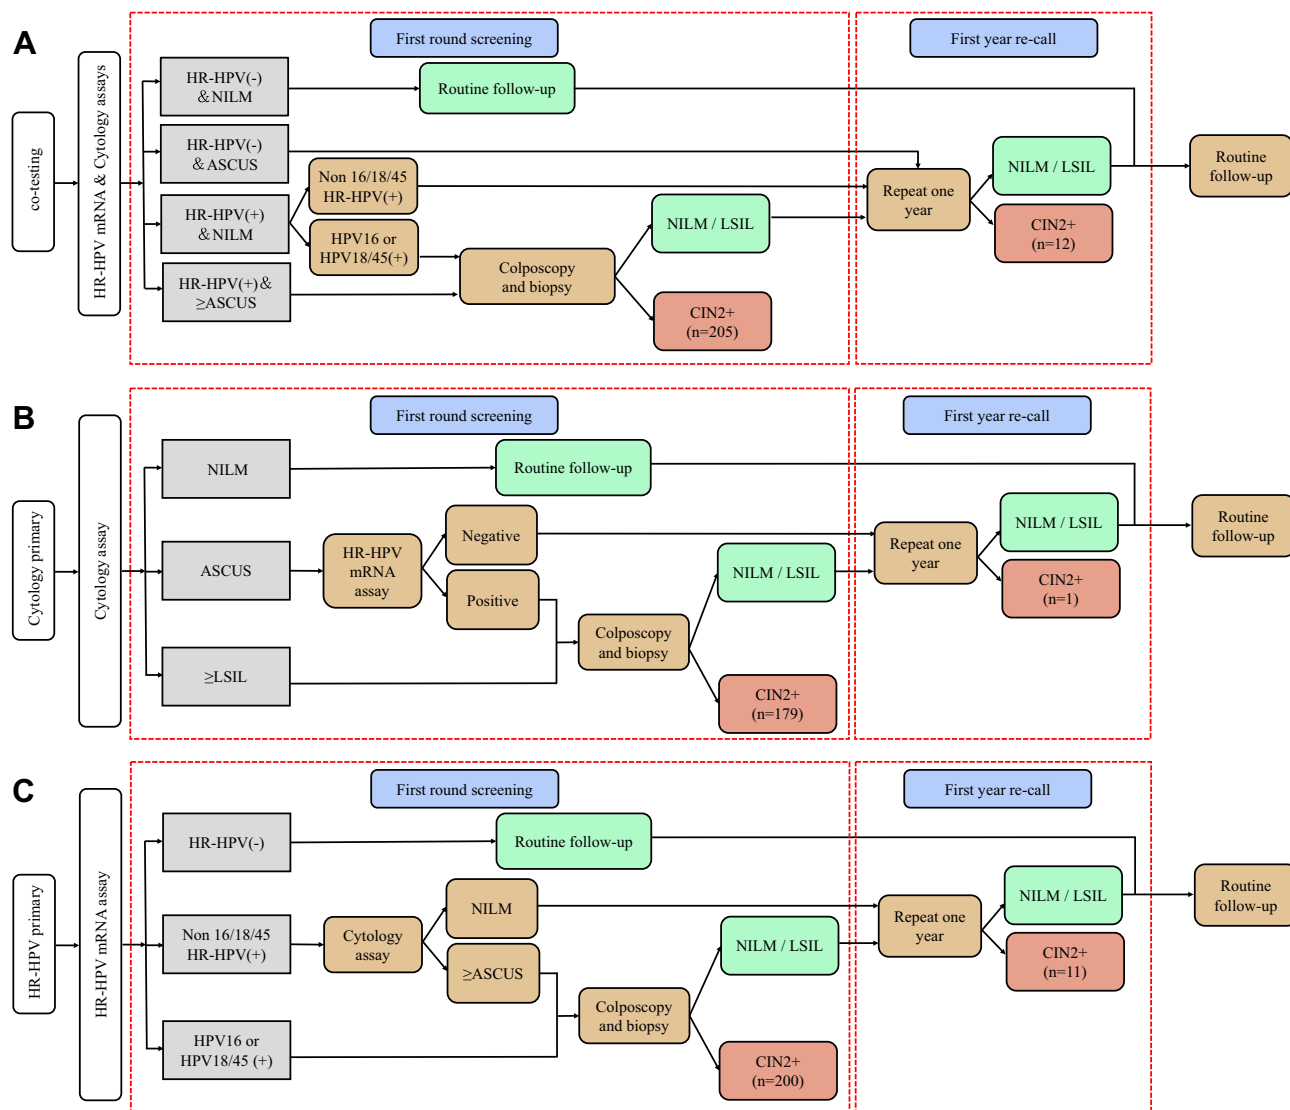 A
First round screening
First year re-call
co-testing
HR-HPV mRNA & Cytology assays
HR-HPV(-)
&NILM
Routine follow-up
HR-HPV(-)
&ASCUS
HR-HPV(+)
&NILM
Non 16/18/45
HR-HPV(+)
HPV16 or
HPV18/45(+)
HR-HPV(+)&
≥ASCUS
Colposcopy
and biopsy
NILM / LSIL
CIN2+
(n=205)
Repeat one
year
NILM / LSIL
CIN2+
(n=12)
Routine
follow-up
B
First round screening
First year re-call
Cytology primary
Cytology assay
NILM
Routine follow-up
ASCUS
HR-HPV
mRNA
assay
Negative
Positive
≥LSIL
Colposcopy
and biopsy
NILM / LSIL
CIN2+
(n=179)
Repeat one
year
NILM / LSIL
CIN2+
(n=1)
Routine
follow-up
C
First round screening
First year re-call
HR-HPV primary
HR-HPV mRNA assay
HR-HPV(-)
Routine follow-up
Non 16/18/45
HR-HPV(+)
Cytology
assay
NILM
≥ASCUS
HPV16 or
HPV18/45 (+)
Colposcopy
and biopsy
NILM / LSIL
CIN2+
(n=200)
Repeat one
year
NILM / LSIL
CIN2+
(n=11)
Routine
follow-up